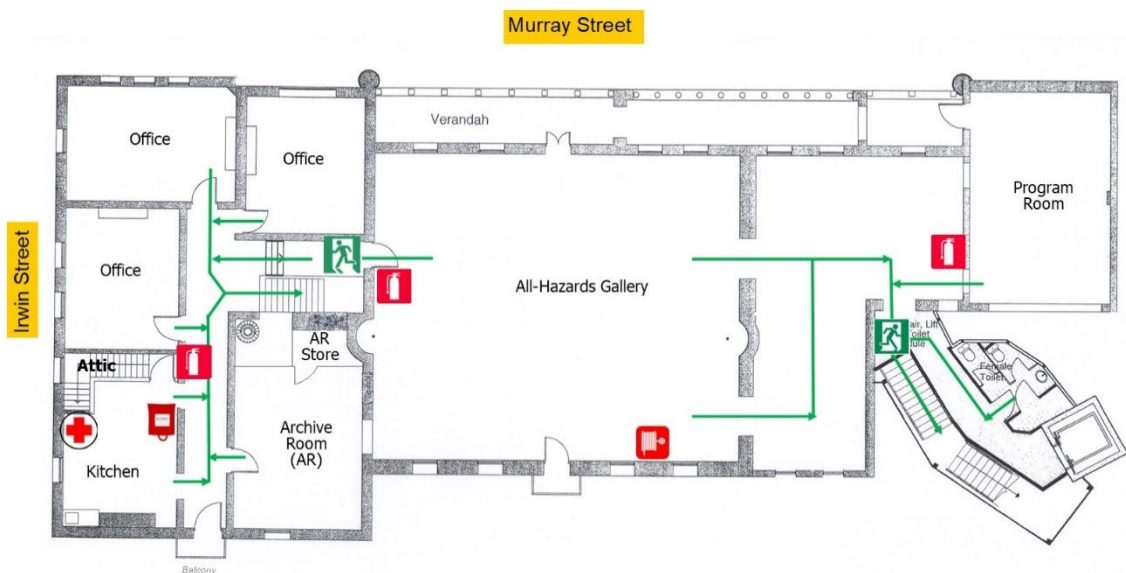 Murray Street
Irwin Street
Office
Office
Verandah
Program
Room
Office
All-Hazards Gallery
AR
Store
Attic
Female
Toilet
Archive
Room
(AR)
Kitchen
Balcony